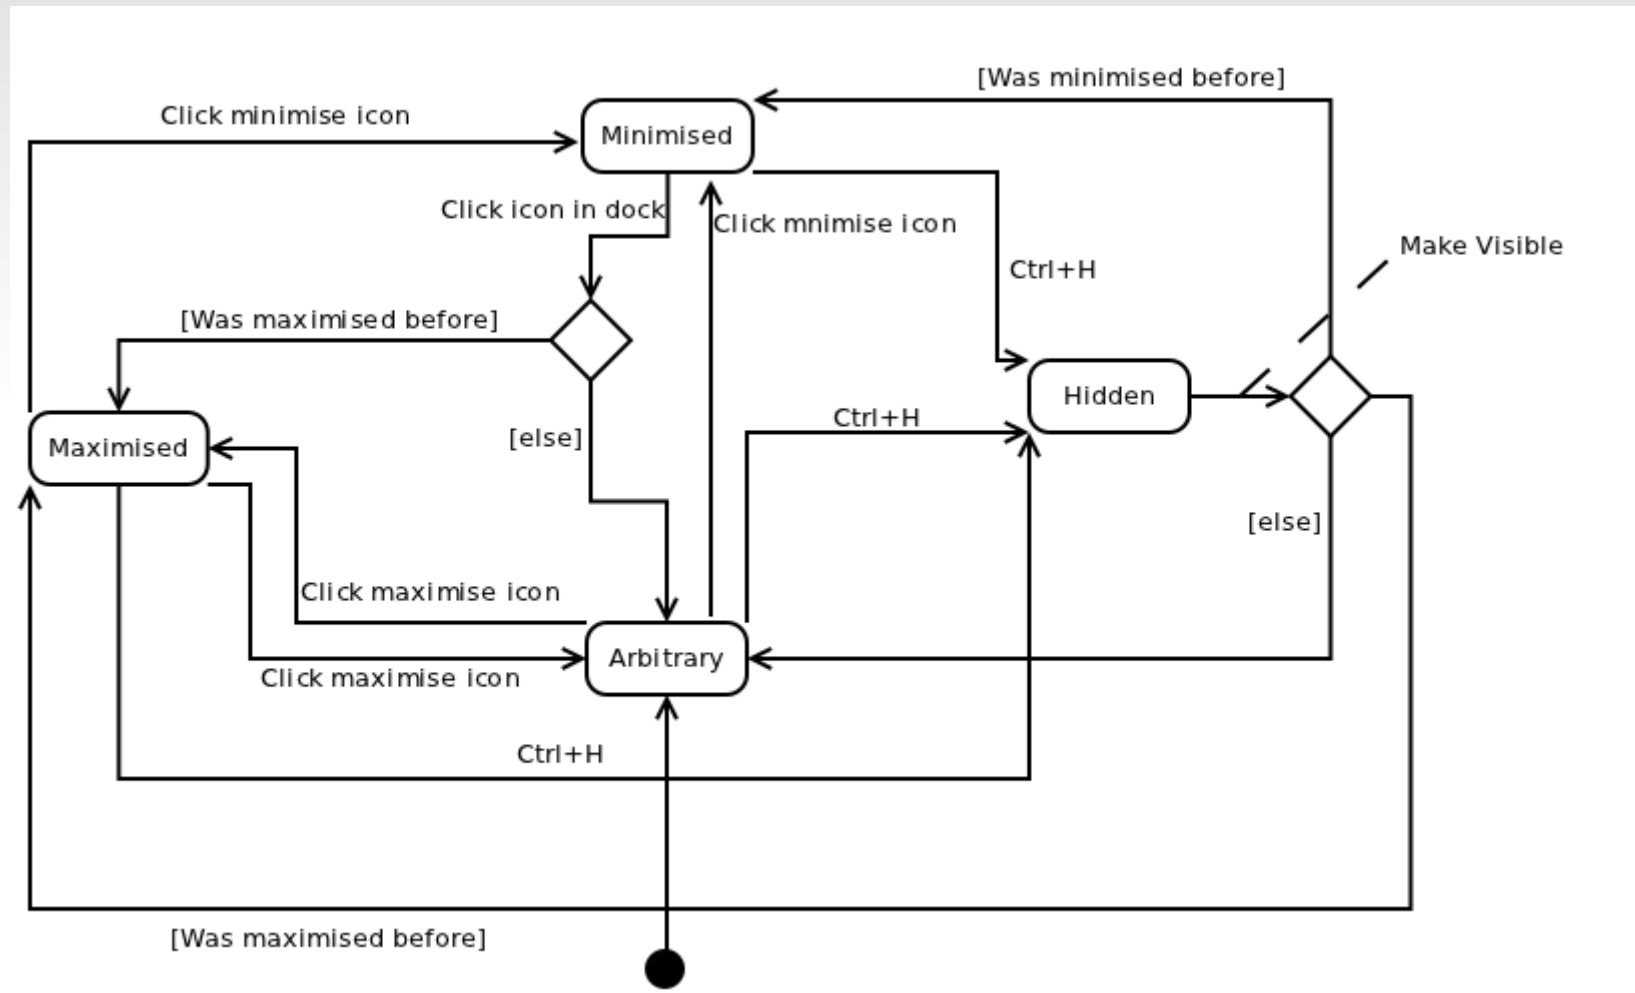 [Was minimised before]
Click minimise icon
Minimised
Click icon in dock
Click mnimise icon
Make Visible
Ctrl+H
[Was maximised before]
Hidden
Ctrl+H
[else]
Maximised
[else]
Click maximise icon
Arbitrary
Click maximise icon
Ctrl+H
[Was maximised before]